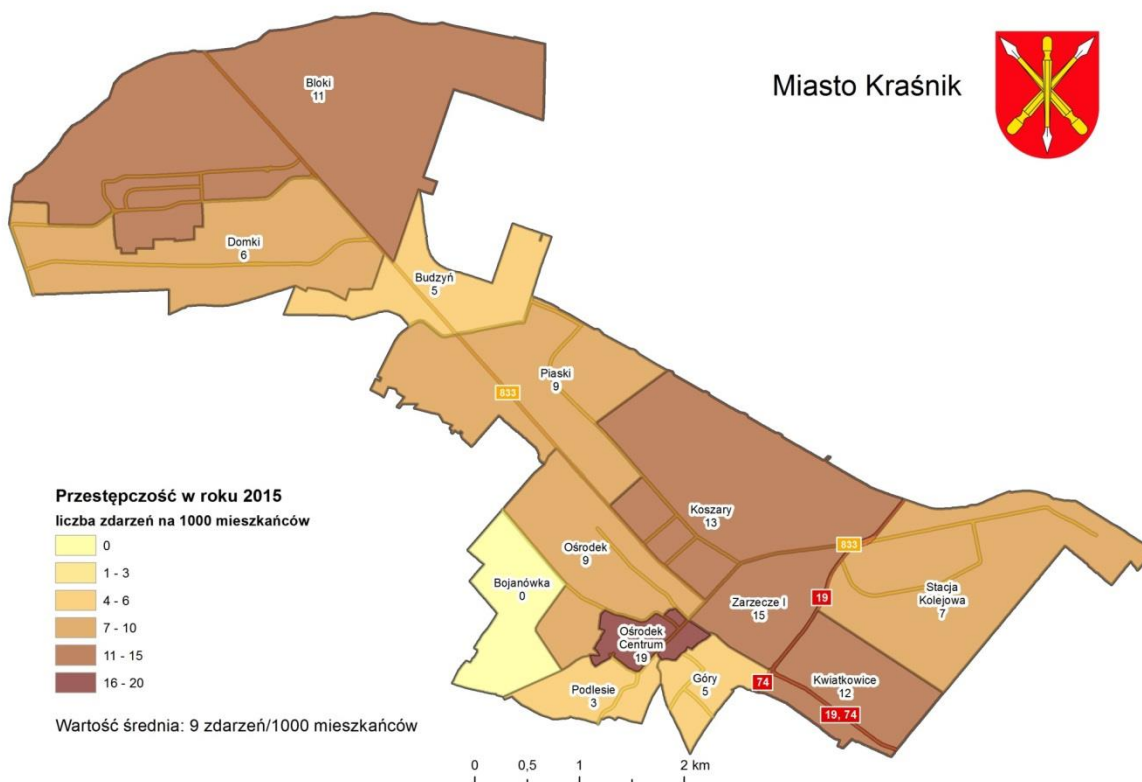 Miasto Kraśnik
Bloki
11
Domki
6
Budzyń
5
Piaski
9
833
Koszary
13
Ośrodek
9
833
Bojanówka
0
Stacja
Kolejowa
7
19
Zarzecze I
15
Ośrodek
Centrum
19
Góry
5
74
Kwiatkowice
12
Podlesie
3
19, 74
Przestępczość w roku 2015
liczba zdarzeń na 1000 mieszkańców
0
1 - 3
4 - 6
7 - 10
11 - 15
16 - 20
Wartość średnia: 9 zdarzeń/1000 mieszkańców
0 0,5 1 2 km